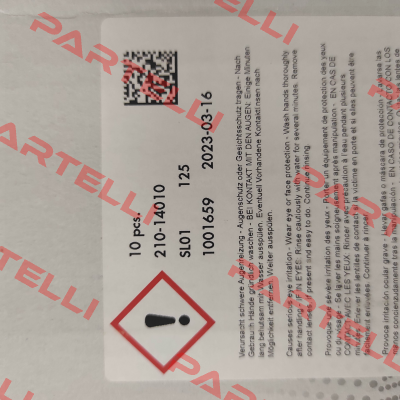 10 pcs.
210-14010
SL01 125
1001659 2023-03-16
Verursacht schwere Augenreizung - Augenschutz oder Gesichtsschutz tragen - Nach
Gebrauch Hände gründlich waschen - BEI KONTAKT MIT DEN AUGEN: Einige Minuten
lang behutsam mit Wasser ausspülen. Eventuell Vorhandene Kontaktlinsen nach
Möglichkeit entfernen. Weiter ausspülen.
Causes serious eye irritation - Wear eye or face protection - Wash hands thoroughly
after handling - IF IN EYES: Rinse cautiously with water for several minutes. Remove
contact lenses, if present and easy to do. Continue rinsing.
Provoque une sévère irritation des yeux - Porter un équipement de protection des yeux
ou du visage - Se laver les mains soigneusement après manipulation - EN CAS DE
CONTACT AVEC LES YEUX: Rincer avec précaution à l'eau pendant plusieurs
minutes. Enlever les lentilles de contact si la victime en porte et si elles peuvent être
facilement enlevées. Continuer à rincer.
Provoca irritación ocular grave - Llevar gafas o máscara de protección - Lavarse las
manos concienzudamente tras la manipulación - EN CASO DE CONTACTO CON LOS
PARTELLI
PARTELLI
PARTELLI
PARTELLI